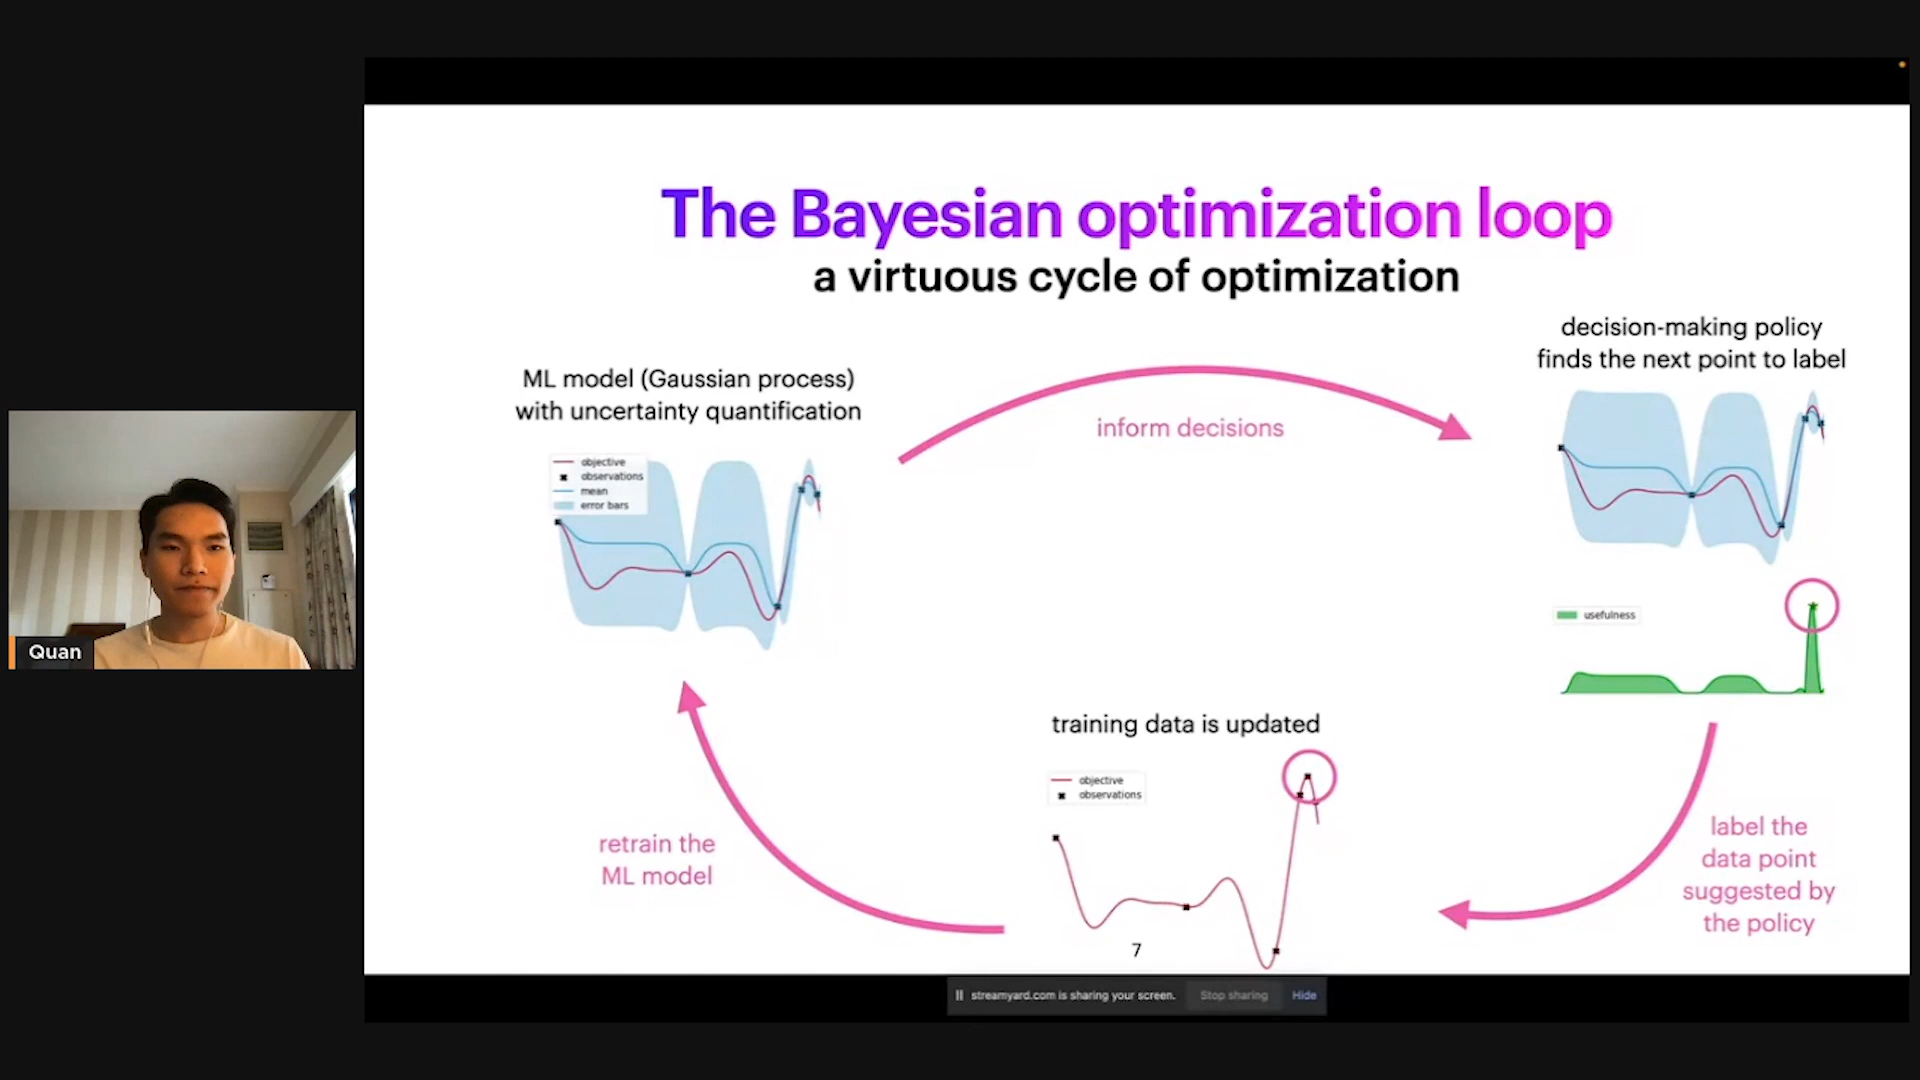 The Bayesian optimization loop
a virtuous cycle of optimization
ML model (Gaussian process)
with uncertainty quantification
objective
observations
mean
error bars
inform decisions
decision-making policy
finds the next point to label
usefulness
label the
data point
suggested by
the policy
training data is updated
objective
observations
retrain the
ML model
7
Quan
streamyard.com is sharing your screen.
Stop sharing
Hide